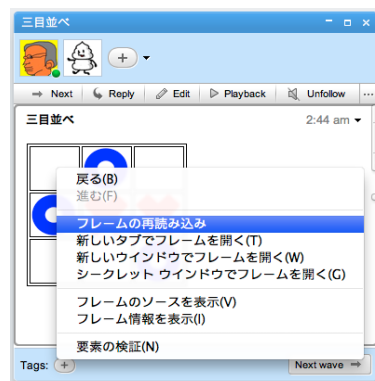 三目並べ
Next Reply Edit Playback Unfollow ...
三目並べ 2:44 am
戻る(B)
進む(F)
フレームの再読み込み
新しいタブでフレームを開く(T)
新しいウインドウでフレームを開く(W)
シークレット ウインドウでフレームを開く(G)
フレームのソースを表示(V)
フレーム情報を表示(I)
要素の検証(N)
Tags: Next wave